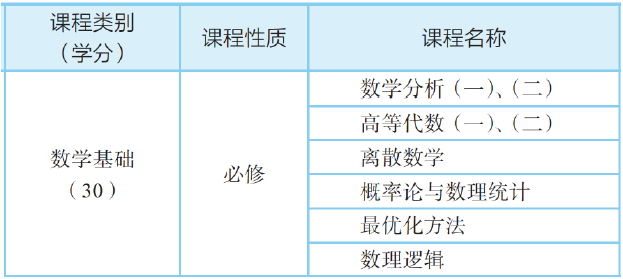 课程类别
（学分）
课程性质
课程名称
数学基础
（30）
必修
数学分析（一）、（二）
高等代数（一）、（二）
离散数学
概率论与数理统计
最优化方法
数理逻辑